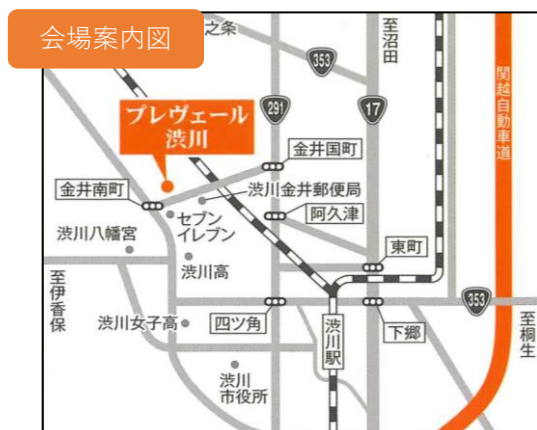 会場案内図
之条
353
至沼田
関越自動車道
291
17
プレヴェール
渋川
金井国町
渋川金井郵便局
金井南町
阿久津
セブン
イレブン
渋川八幡宮
東町
渋川高
至伊香保
353
渋川女子高
四ツ角
渋川駅
下郷
至桐生
渋川
市役所